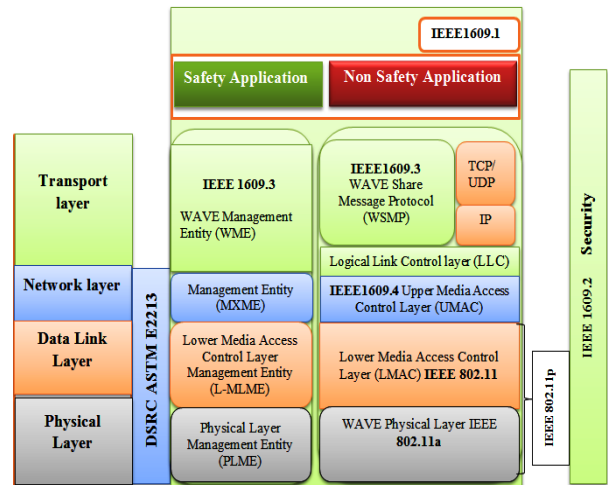 IEEE1609.1
Safety Application
Non Safety Application
Transport
layer
Network layer
Data Link
Layer
Physical
Layer
DSRC ASTM E2213
IEEE 1609.3
WAVE Management
Entity (WME)
Management Entity
(MXME)
Lower Media Access
Control Layer
Management Entity
(L-MLME)
Physical Layer
Management Entity
(PLME)
IEEE1609.3
WAVE Share
Message Protocol
(WSMP)
TCP/
UDP
IP
Logical Link Control layer (LLC)
IEEE1609.4 Upper Media Access
Control Layer (UMAC)
Lower Media Access Control
Layer (LMAC) IEEE 802.11
WAVE Physical Layer IEEE
802.11a
IEEE 802.11p
IEEE 1609.2 Security